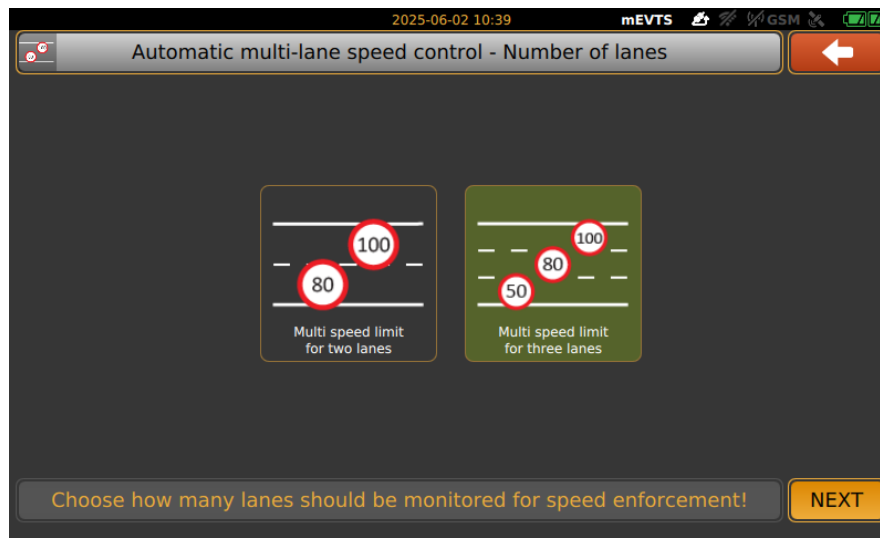 2025-06-02 10:39 mEVTS GSM
Automatic multi-lane speed control - Number of lanes
100
80
Multi speed limit
for two lanes
100
80
50
Multi speed limit
for three lanes
Choose how many lanes should be monitored for speed enforcement!
NEXT